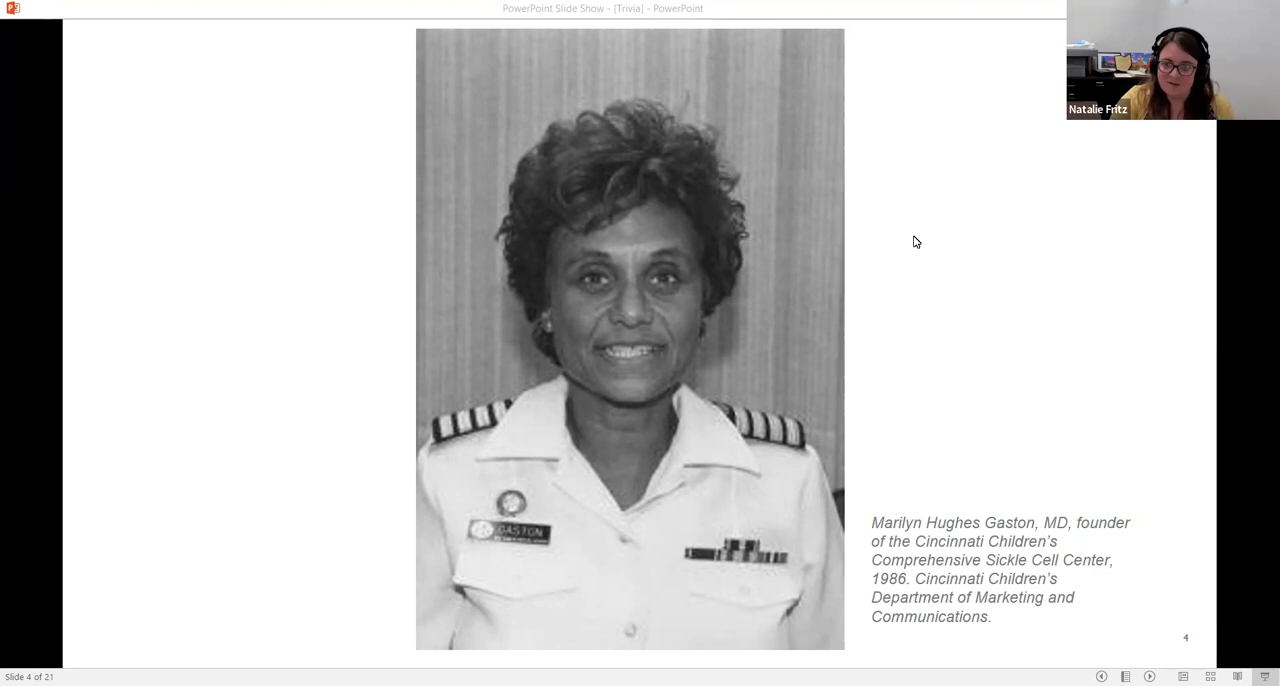 PowerPoint Slide Show - [Trivia] - PowerPoint
Natalie Fritz
GASTON
Marilyn Hughes Gaston, MD, founder
of the Cincinnati Children's
Comprehensive Sickle Cell Center,
1986. Cincinnati Children's
Department of Marketing and
Communications.
4
Slide 4 of 21